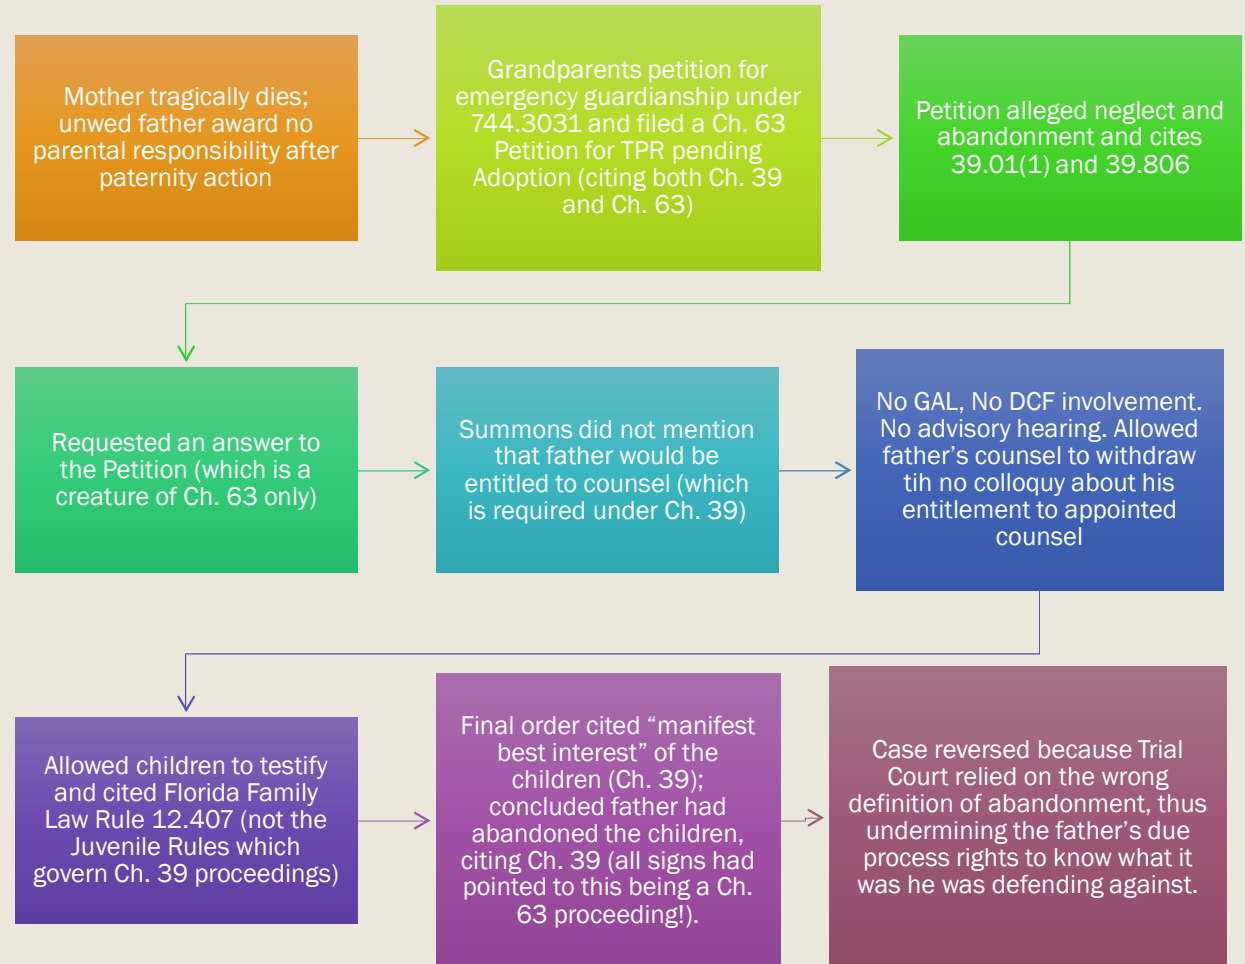 Mother tragically dies;
unwed father award no
parental responsibility after
paternity action
Grandparents petition for
emergency guardianship under
744.3031 and filed a Ch. 63
Petition for TPR pending
Adoption (citing both Ch. 39
and Ch. 63)
Petition alleged neglect and
abandonment and cites
39.01(1) and 39.806
Requested an answer to
the Petition (which is a
creature of Ch. 63 only)
Summons did not mention
that father would be
entitled to counsel (which
is required under Ch. 39)
No GAL, No DCF involvement.
No advisory hearing. Allowed
father’s counsel to withdraw
tih no colloquy about his
entitlement to appointed
counsel
Allowed children to testify
and cited Florida Family
Law Rule 12.407 (not the
Juvenile Rules which
govern Ch. 39 proceedings)
Final order cited “manifest
best interest” of the
children (Ch. 39);
concluded father had
abandoned the children,
citing Ch. 39 (all signs had
pointed to this being a Ch.
63 proceeding!).
Case reversed because Trial
Court relied on the wrong
definition of abandonment, thus
undermining the father’s due
process rights to know what it
was he was defending against.